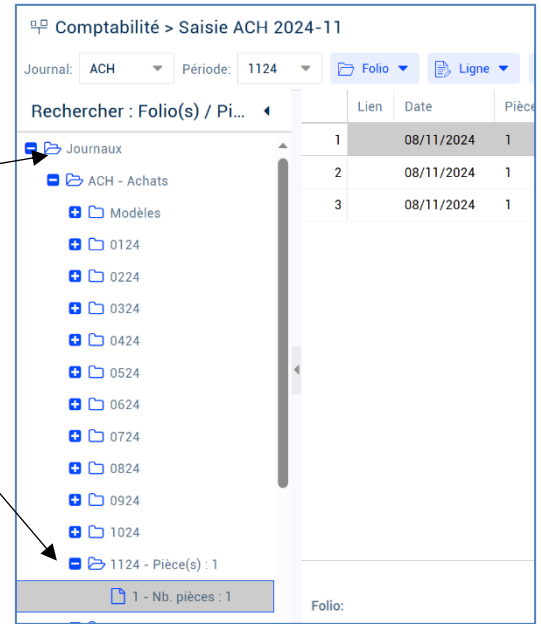 Comptabilité > Saisie ACH 2024-11
Journal: ACH Période: 1124 Folio Ligne
Rechercher : Folio(s) / Pi...
Lien Date Pièce
Journaux
ACH - Achats
Modèles
0124
0224
0324
0424
0524
0624
0724
0824
0924
1024
1124 - Pièce(s) : 1
1 - Nb. pièces : 1
1 08/11/2024 1
2 08/11/2024 1
3 08/11/2024 1
Folio: